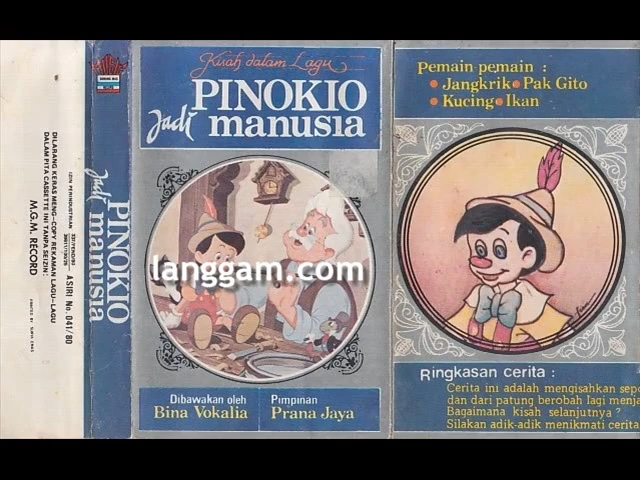 DILARANG KERAS MENG-COPY REKAMAN LAGU-LAGU
DALAM PITA CASSETTE INI TANPA SEIZIN:
M.G.M. RECORD
IZIN PERINDUSTRIAN
ASIRI No. 041/80
PINOKIO
Jadi manusia
Kisah dalam Lagu
PINOKIO
Jadi manusia
langgam.com
Dibawakan oleh
Bina Vokalia
Pimpinan
Prana Jaya
Pemain-pemain :
• Jangkrik • Pak Gito
• Kucing • Ikan
Ringkasan cerita :
Cerita ini adalah mengisahkan sepo
dan dari patung berobah lagi menja
Bagaimana kisah selanjutnya ?
Silakan adik-adik menikmati cerita